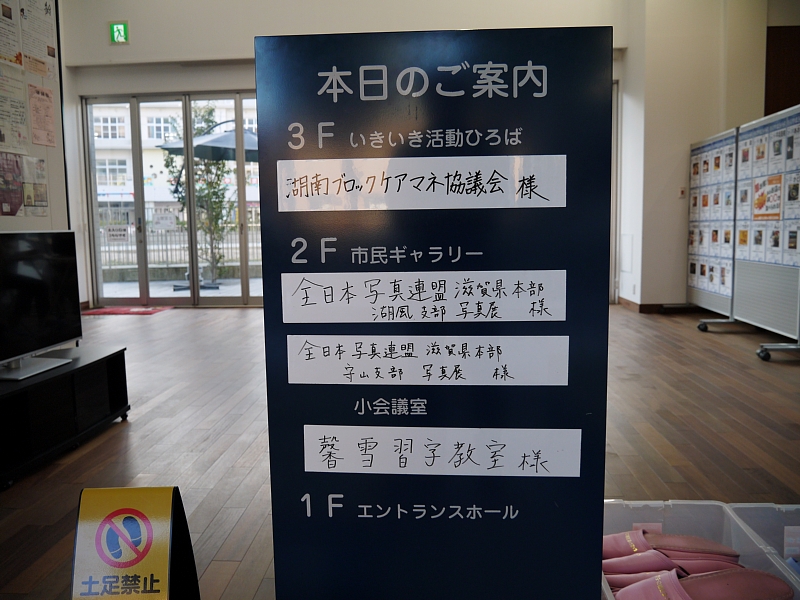 本日のご案内
3F いきいき活動ひろば
湖南ブロックケアマネ協議会 様
2F 市民ギャラリー
全日本写真連盟 滋賀県本部
湖風支部 写真展 様
全日本写真連盟 滋賀県本部
守山支部 写真展 様
小会議室
馨雪習字教室 様
1F エントランスホール
土足禁止